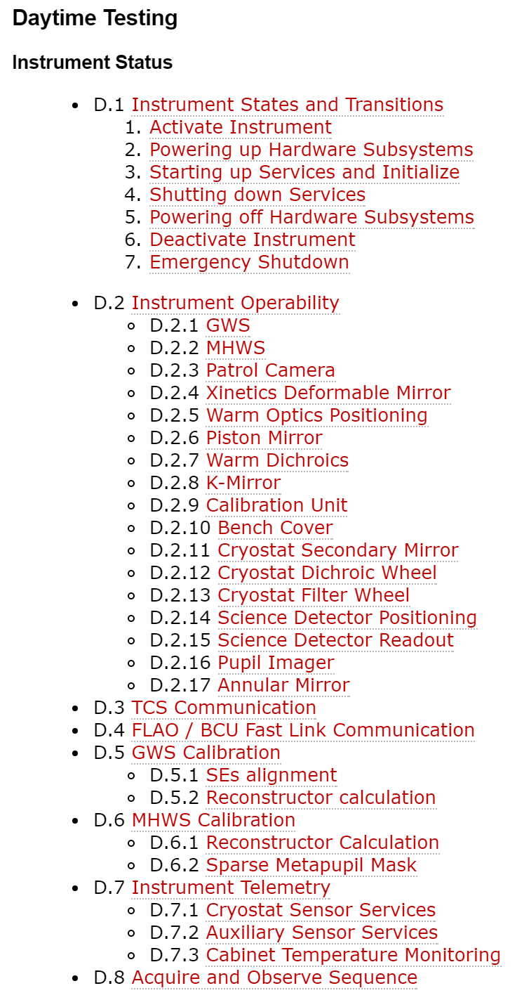 Daytime Testing
Instrument Status
• D.1 Instrument States and Transitions
1. Activate Instrument
2. Powering up Hardware Subsystems
3. Starting up Services and Initialize
4. Shutting down Services
5. Powering off Hardware Subsystems
6. Deactivate Instrument
7. Emergency Shutdown
• D.2 Instrument Operability
◦ D.2.1 GWS
◦ D.2.2 MHWS
◦ D.2.3 Patrol Camera
◦ D.2.4 Xinetics Deformable Mirror
◦ D.2.5 Warm Optics Positioning
◦ D.2.6 Piston Mirror
◦ D.2.7 Warm Dichroics
◦ D.2.8 K-Mirror
◦ D.2.9 Calibration Unit
◦ D.2.10 Bench Cover
◦ D.2.11 Cryostat Secondary Mirror
◦ D.2.12 Cryostat Dichroic Wheel
◦ D.2.13 Cryostat Filter Wheel
◦ D.2.14 Science Detector Positioning
◦ D.2.15 Science Detector Readout
◦ D.2.16 Pupil Imager
◦ D.2.17 Annular Mirror
• D.3 TCS Communication
• D.4 FLAO / BCU Fast Link Communication
• D.5 GWS Calibration
◦ D.5.1 SEs alignment
◦ D.5.2 Reconstructor calculation
• D.6 MHWS Calibration
◦ D.6.1 Reconstructor Calculation
◦ D.6.2 Sparse Metapupil Mask
• D.7 Instrument Telemetry
◦ D.7.1 Cryostat Sensor Services
◦ D.7.2 Auxiliary Sensor Services
◦ D.7.3 Cabinet Temperature Monitoring
• D.8 Acquire and Observe Sequence